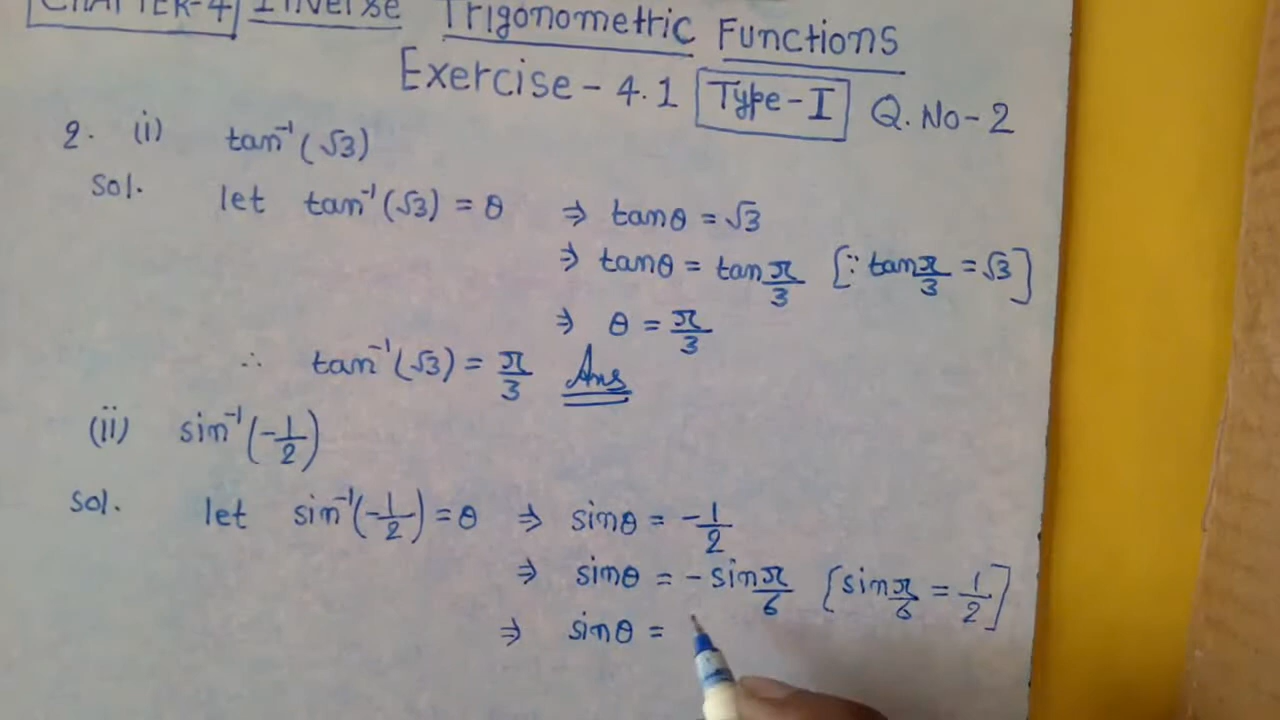 CHAPTER-4 Inverse Trigonometric Functions
Exercise - 4.1 Type-I Q. No-2
2. (i) tan⁻¹(√3)
Sol. let tan⁻¹(√3) = θ ⇒ tanθ = √3
⇒ tanθ = tan π/3 [∵ tan π/3 = √3]
⇒ θ = π/3
∴ tan⁻¹(√3) = π/3 Ans
(ii) sin⁻¹(-1/2)
Sol. let sin⁻¹(-1/2) = θ ⇒ sinθ = -1/2
⇒ sinθ = - sin π/6 [sin π/6 = 1/2]
⇒ sinθ =